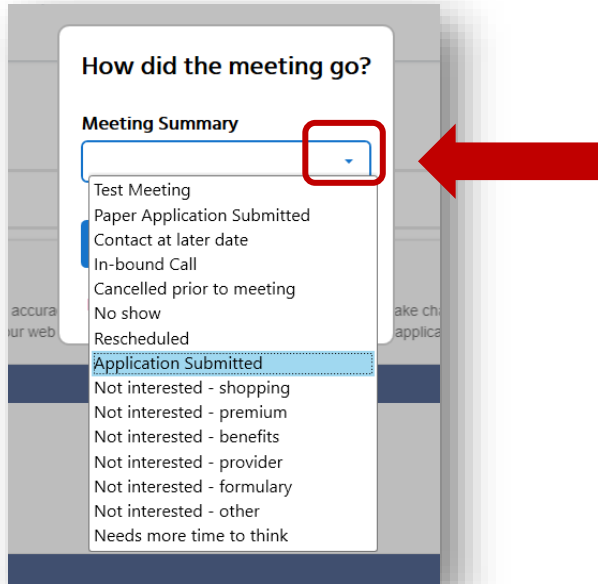 How did the meeting go?
Meeting Summary
Test Meeting
Paper Application Submitted
Contact at later date
In-bound Call
Cancelled prior to meeting
No show
Rescheduled
Application Submitted
Not interested - shopping
Not interested - premium
Not interested - benefits
Not interested - provider
Not interested - formulary
Not interested - other
Needs more time to think